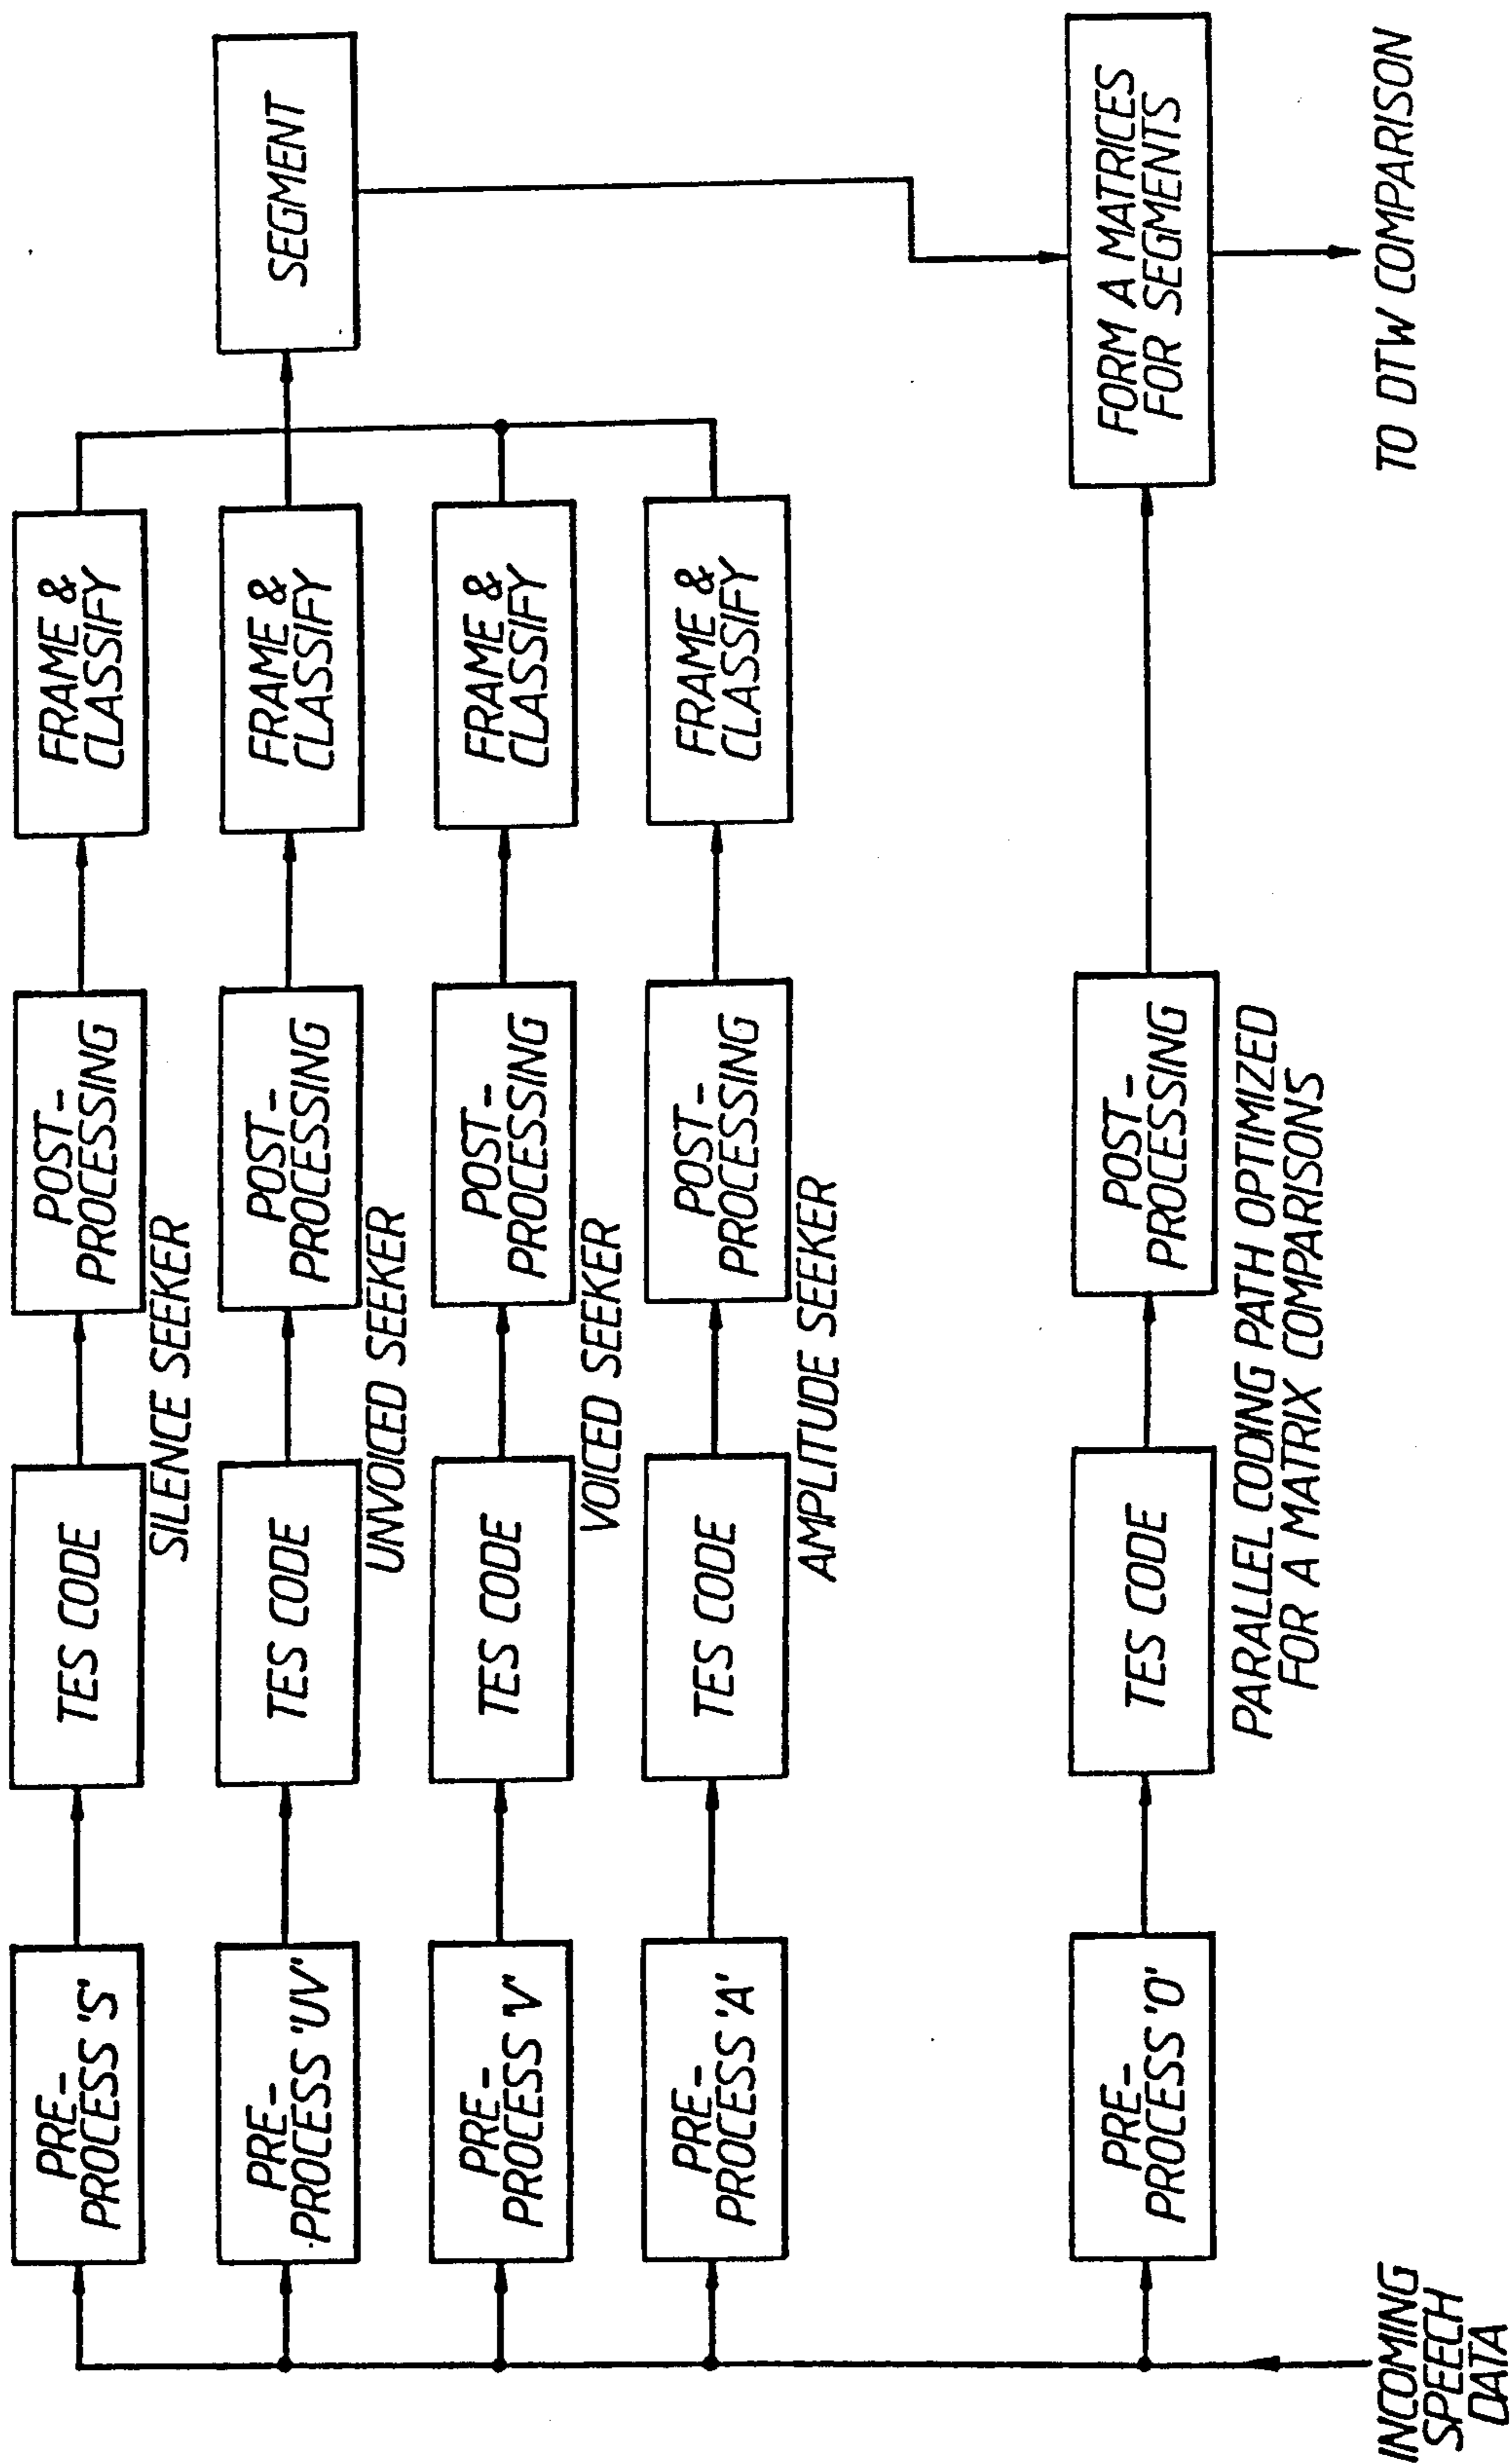 PRE-
PROCESS 'S'
TES CODE
POST-
PROCESSING
FRAME &
CLASSIFY
SILENCE SEEKER
PRE-
PROCESS 'UV'
TES CODE
POST-
PROCESSING
FRAME &
CLASSIFY
SEGMENT
UNVOICED SEEKER
PRE-
PROCESS 'V'
TES CODE
POST-
PROCESSING
FRAME &
CLASSIFY
VOICED SEEKER
PRE-
PROCESS 'A'
TES CODE
POST-
PROCESSING
FRAME &
CLASSIFY
AMPLITUDE SEEKER
PRE-
PROCESS 'O'
TES CODE
POST-
PROCESSING
FORM A MATRICES
FOR SEGMENTS
PARALLEL CODING PATH OPTIMIZED
FOR A MATRIX COMPARISONS
INCOMING
SPEECH
DATA
TO DTW COMPARISON